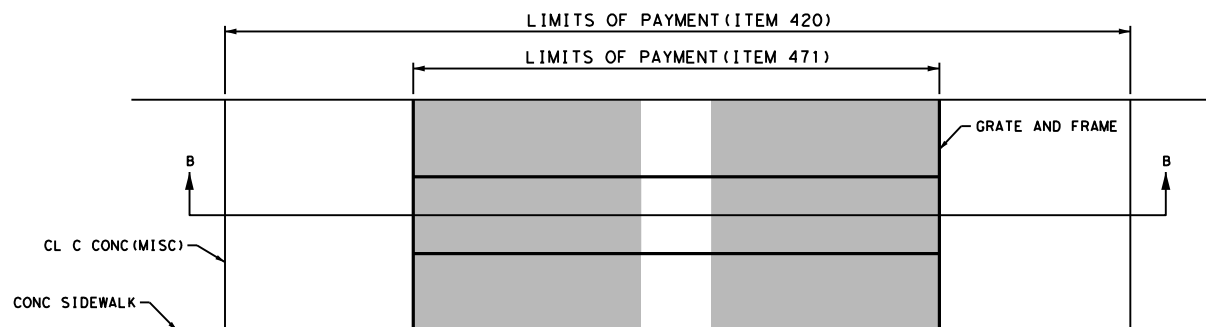 LIMITS OF PAYMENT(ITEM 420)
LIMITS OF PAYMENT(ITEM 471)
GRATE AND FRAME
B
B
CL C CONC(MISC)
CONC SIDEWALK